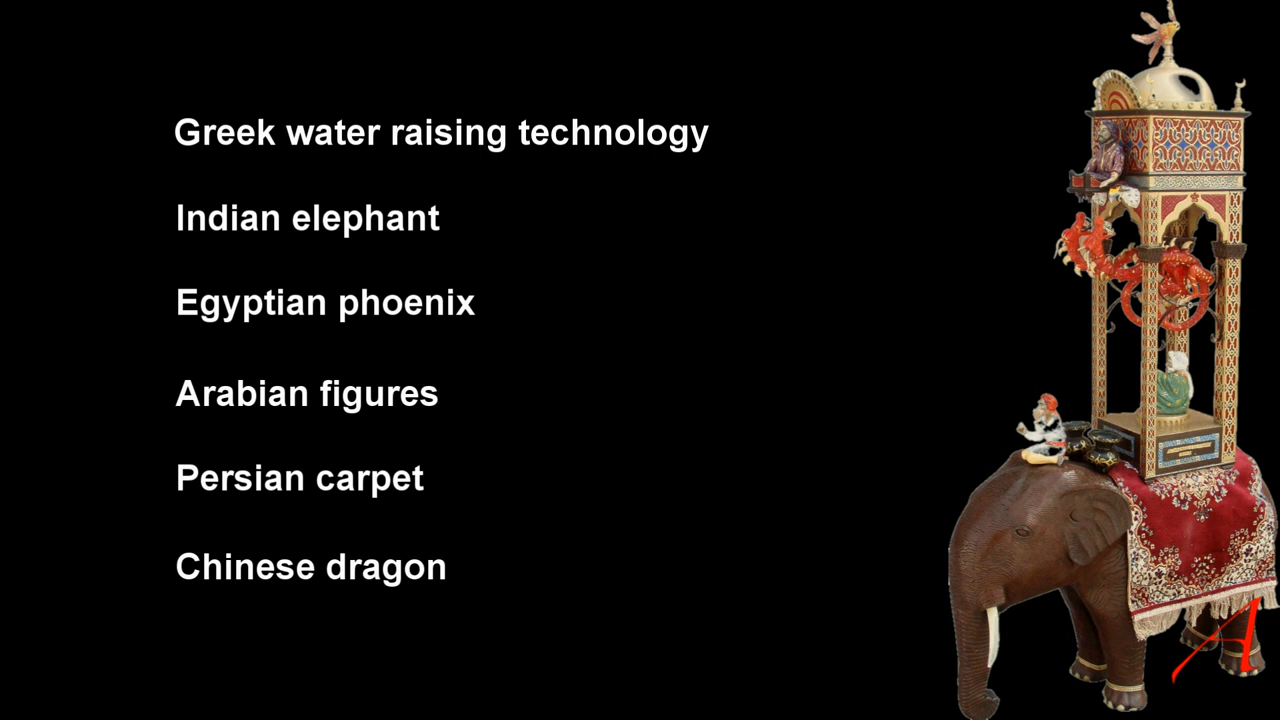 Greek water raising technology
Indian elephant
Egyptian phoenix
Arabian figures
Persian carpet
Chinese dragon
A